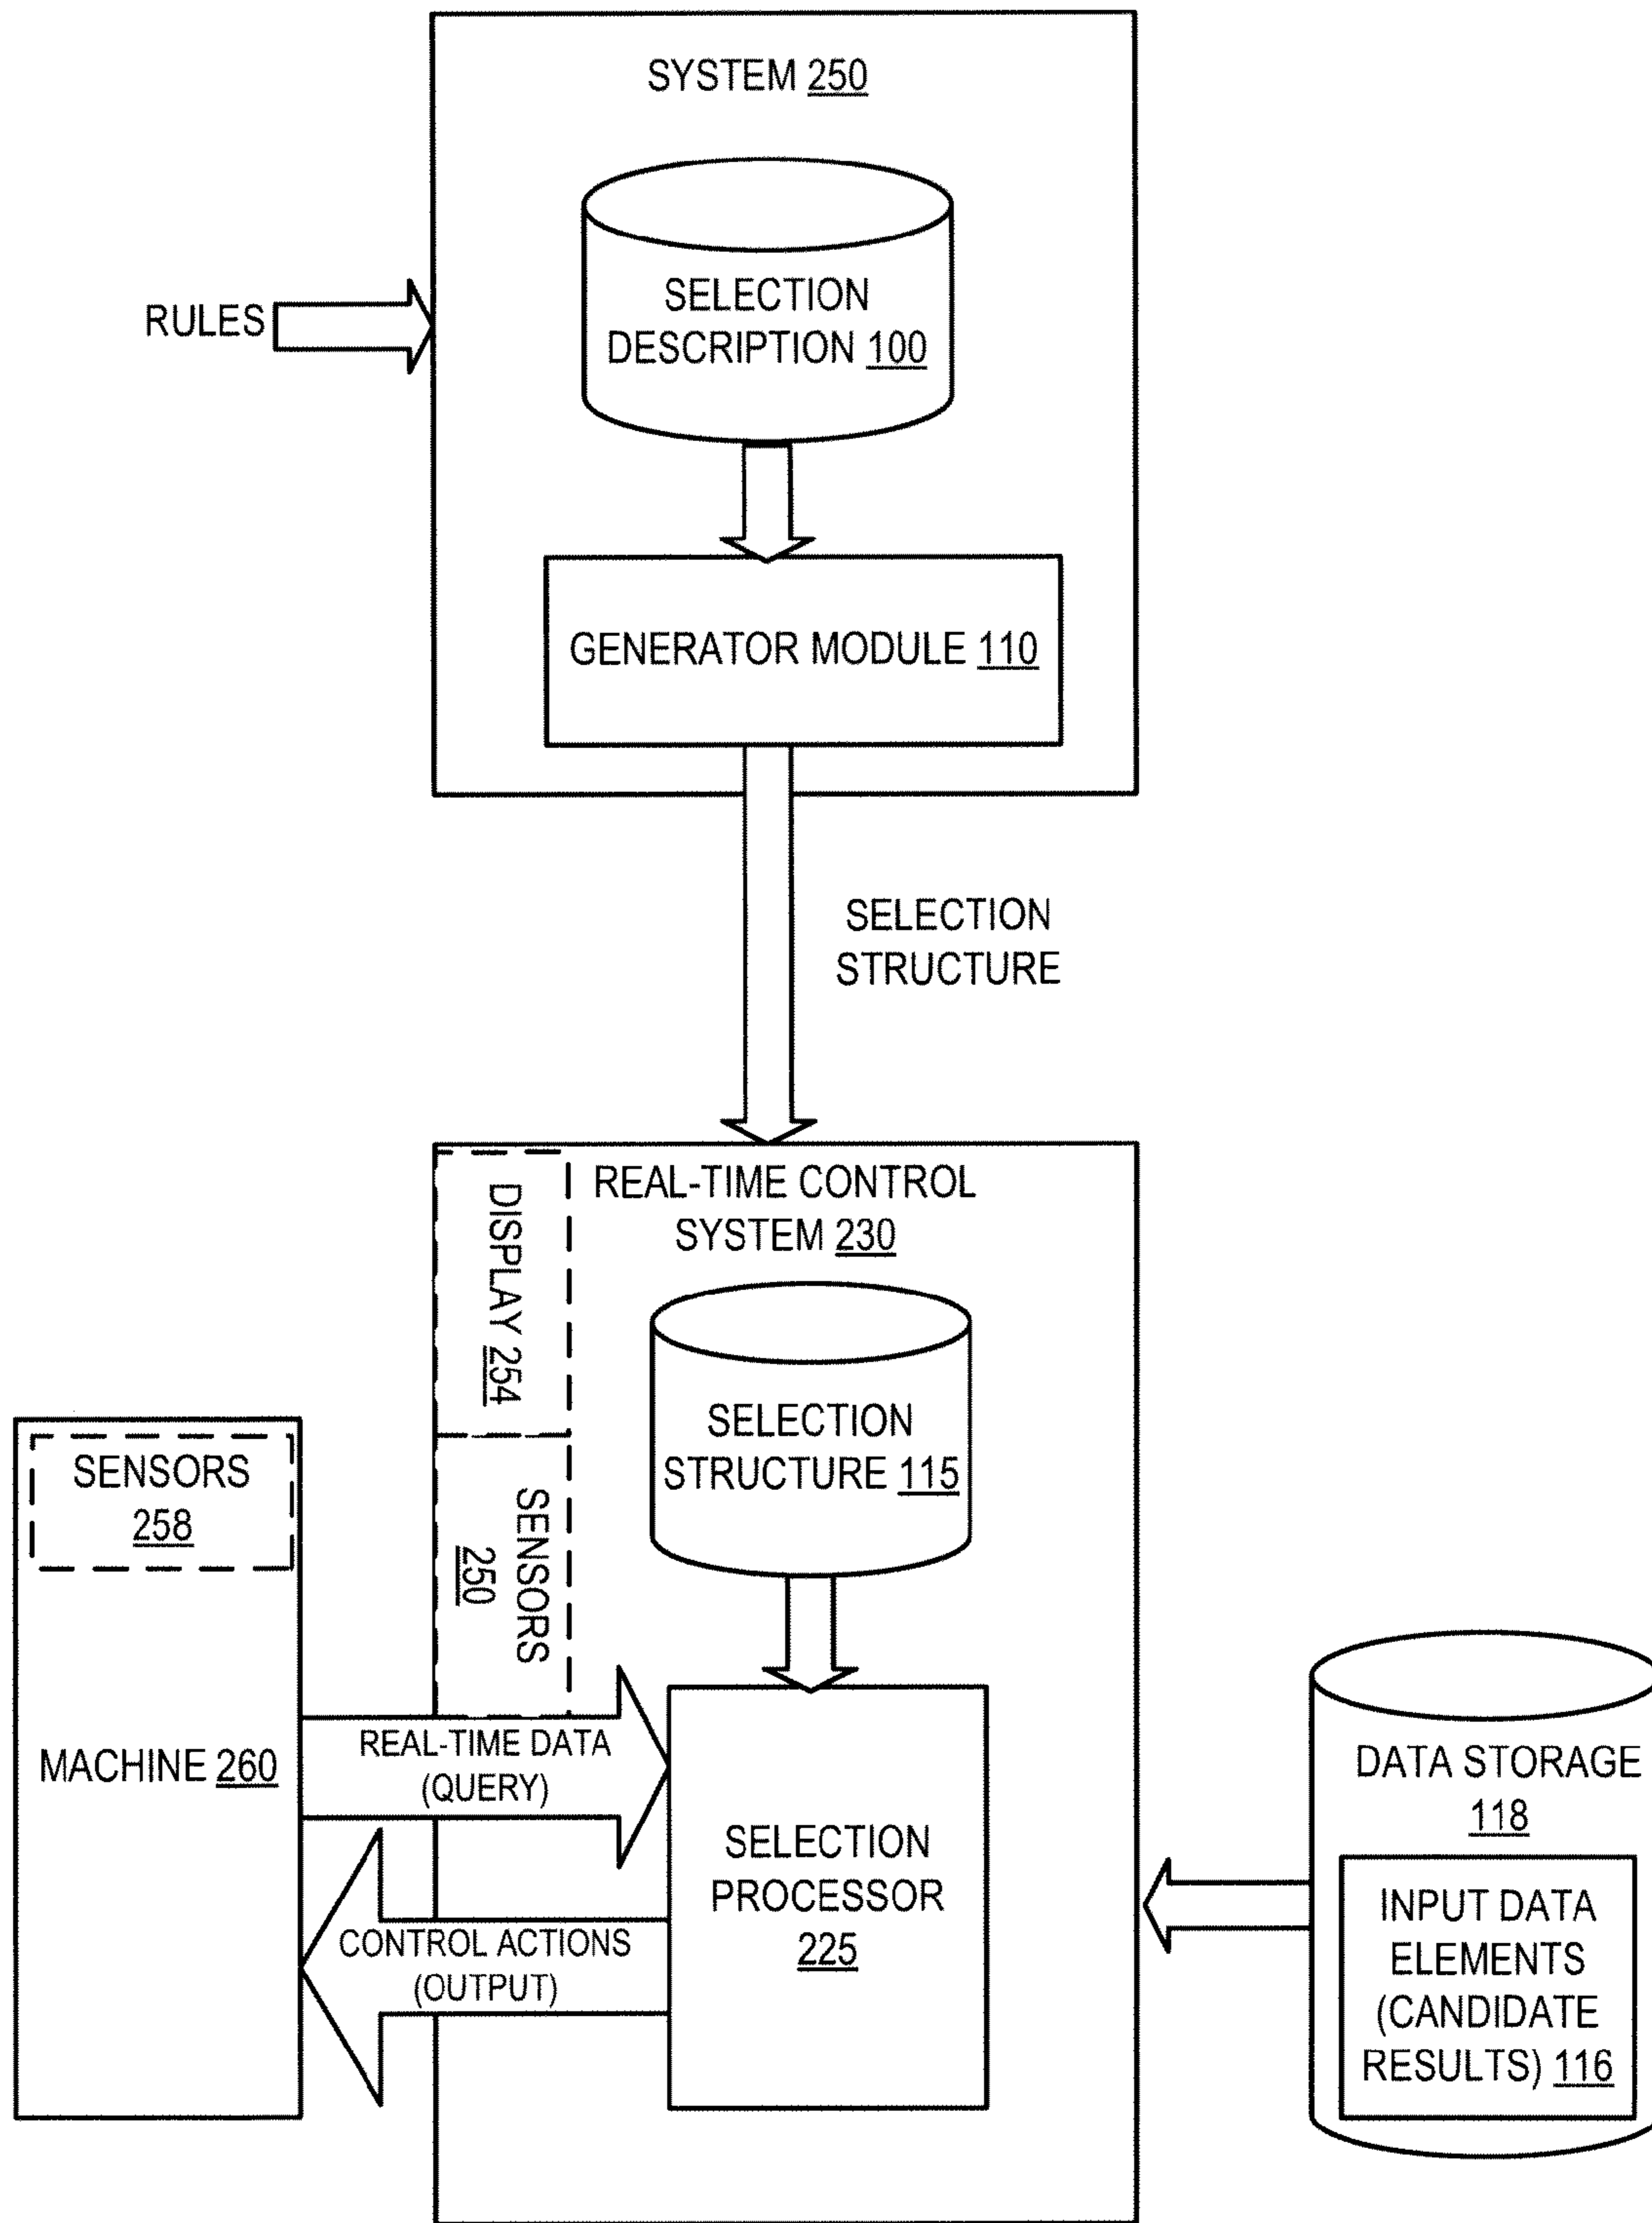 SYSTEM 250
SELECTION
DESCRIPTION 100
RULES
GENERATOR MODULE 110
SELECTION
STRUCTURE
REAL-TIME CONTROL
SYSTEM 230
DISPLAY 254
SENSORS
250
SELECTION
STRUCTURE 115
SENSORS
258
MACHINE 260
REAL-TIME DATA
(QUERY)
CONTROL ACTIONS
(OUTPUT)
SELECTION
PROCESSOR
225
DATA STORAGE
118
INPUT DATA
ELEMENTS
(CANDIDATE
RESULTS) 116